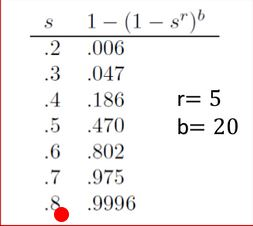 s 1 − (1 − s^r)^b
.2 .006
.3 .047
.4 .186
r= 5
.5 .470
b= 20
.6 .802
.7 .975
.8 .9996